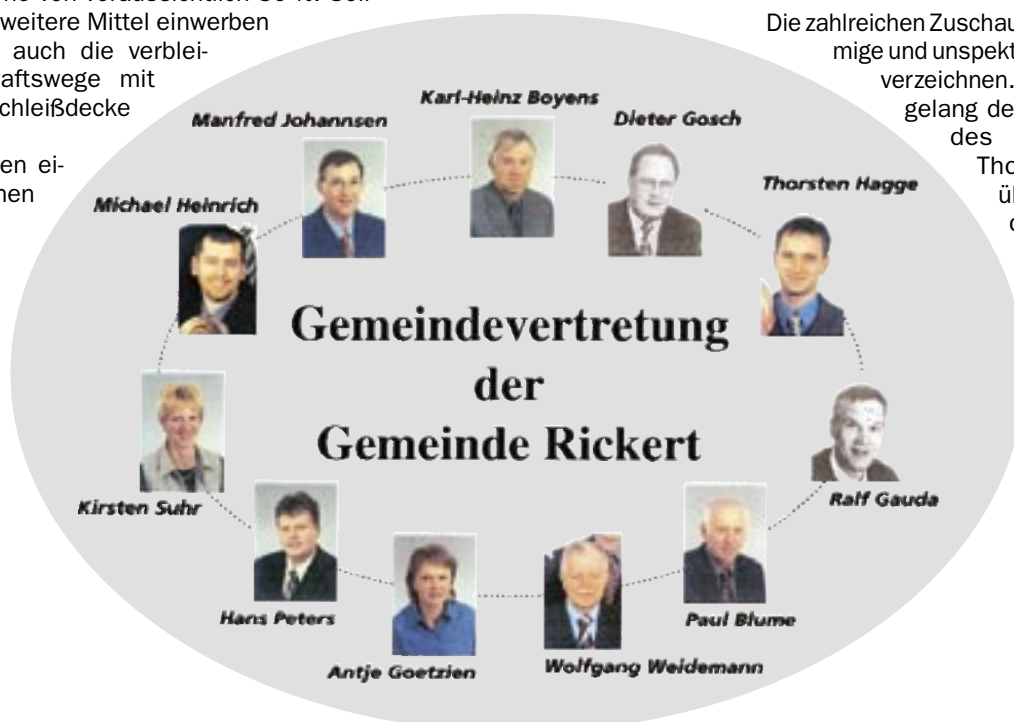 weitere Mittel einwerben
auch die verblei-
aftswege mit
chleißdecke
en ei-
nen
Die zahlreichen Zuschau
mige und unspekt
verzeichnen.
gelang de
des
Tho
Karl-Heinz Boyens
Manfred Johannsen
Dieter Gosch
Thorsten Hagge
Michael Heinrich
Gemeindevertretung
der
Gemeinde Rickert
Kirsten Suhr
Ralf Gauda
Hans Peters
Paul Blume
Antje Goetzien
Wolfgang Weidemann